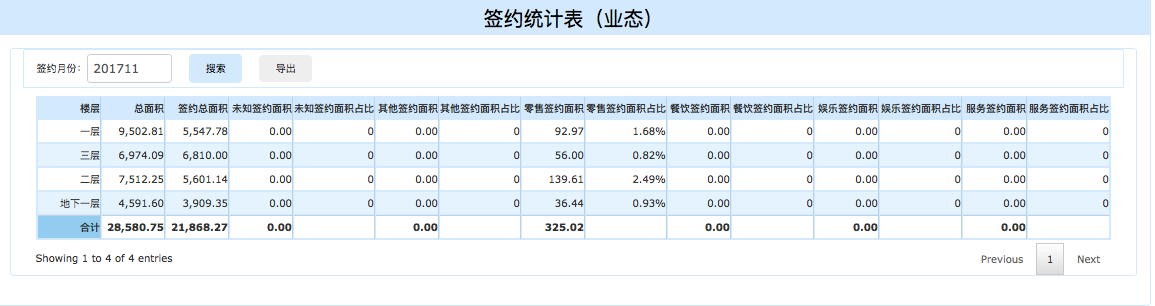 签约统计表（业态）
签约月份： 201711 搜索 导出
楼层 总面积 签约总面积 未知签约面积 未知签约面积占比 其他签约面积 其他签约面积占比 零售签约面积 零售签约面积占比 餐饮签约面积 餐饮签约面积占比 娱乐签约面积 娱乐签约面积占比 服务签约面积 服务签约面积占比
一层 9,502.81 5,547.78 0.00 0 0.00 0 92.97 1.68% 0.00 0 0.00 0 0.00 0
三层 6,974.09 6,810.00 0.00 0 0.00 0 56.00 0.82% 0.00 0 0.00 0 0.00 0
二层 7,512.25 5,601.14 0.00 0 0.00 0 139.61 2.49% 0.00 0 0.00 0 0.00 0
地下一层 4,591.60 3,909.35 0.00 0 0.00 0 36.44 0.93% 0.00 0 0.00 0 0.00 0
合计 28,580.75 21,868.27 0.00 0.00 325.02 0.00 0.00 0.00
Showing 1 to 4 of 4 entries Previous 1 Next